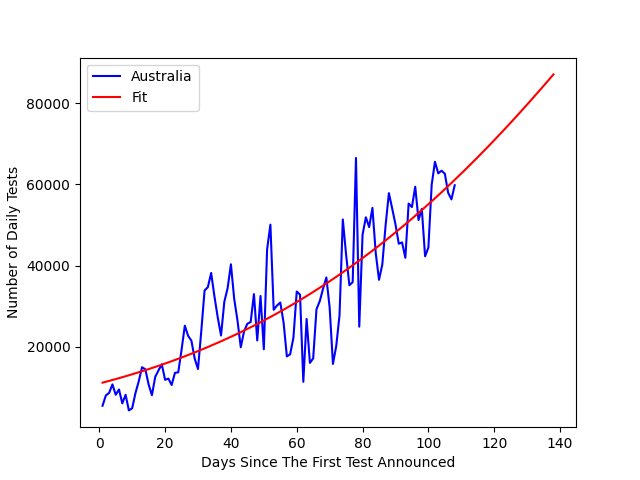 Australia
Fit
80000
60000
40000
20000
Number of Daily Tests
0 20 40 60 80 100 120 140
Days Since The First Test Announced